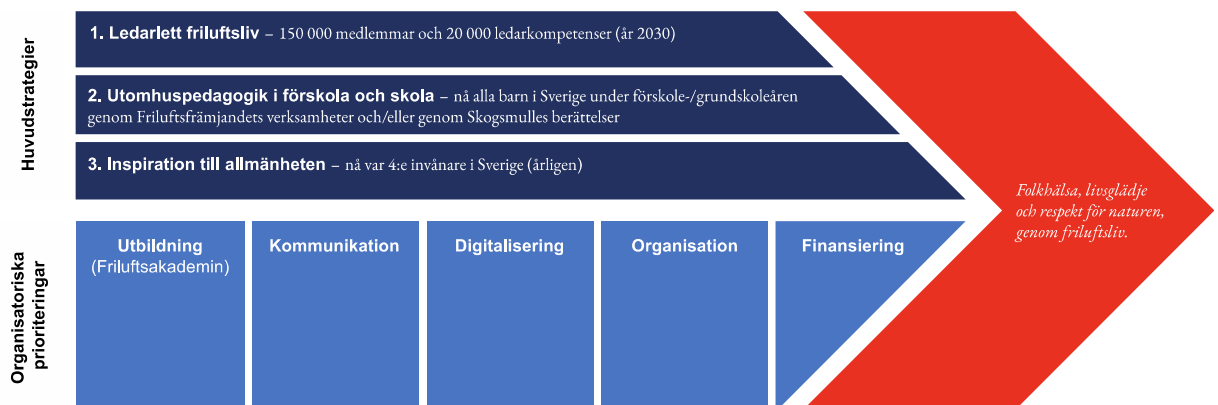 Huvudstrategier
1. Ledarlett friluftsliv – 150 000 medlemmar och 20 000 ledarkompetenser (år 2030)
2. Utomhuspedagogik i förskola och skola – nå alla barn i Sverige under förskole-/grundskoleåren
genom Friluftsfrämjandets verksamheter och/eller genom Skogsmulles berättelser
3. Inspiration till allmänheten – nå var 4:e invånare i Sverige (årligen)
Folkhälsa, livsglädje
och respekt för naturen,
genom friluftsliv.
Organisatoriska
prioriteringar
Utbildning
(Friluftsakademin)
Kommunikation
Digitalisering
Organisation
Finansiering